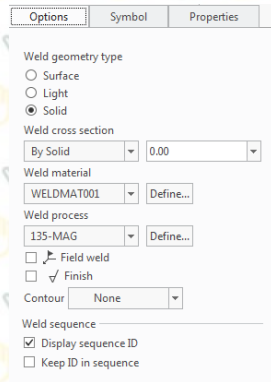 Options Symbol Properties
Weld geometry type
Surface
Light
Solid
Weld cross section
By Solid 0.00
Weld material
WELDMAT001 Define...
Weld process
135-MAG Define...
Field weld
Finish
Contour None
Weld sequence
Display sequence ID
Keep ID in sequence